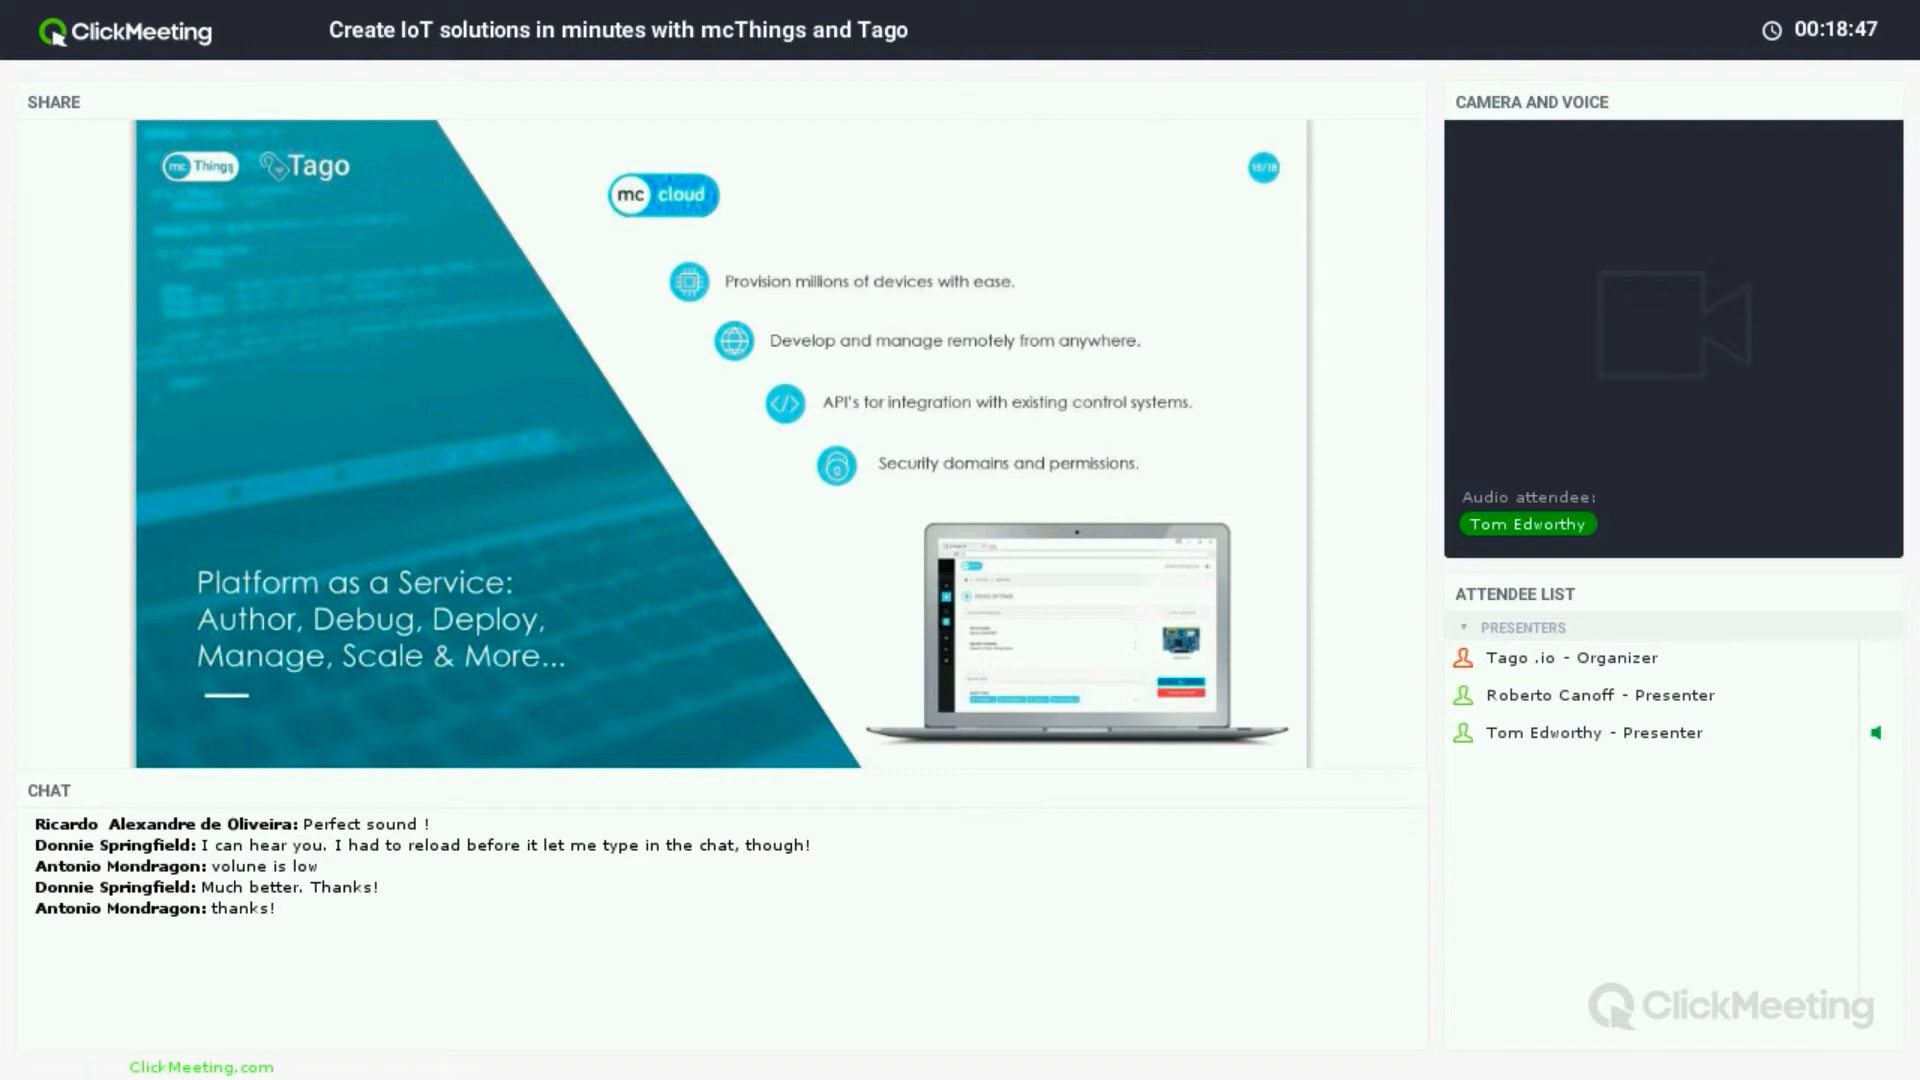 ClickMeeting
Create IoT solutions in minutes with mcThings and Tago
00:18:47
SHARE
CAMERA AND VOICE
mc Things
Tago
mc cloud
Provision millions of devices with ease.
Develop and manage remotely from anywhere.
</>
API's for integration with existing control systems.
Security domains and permissions.
Platform as a Service:
Author, Debug, Deploy,
Manage, Scale & More...
Audio attendee:
Tom Edworthy
ATTENDEE LIST
PRESENTERS
Tago .io - Organizer
Roberto Canoff - Presenter
Tom Edworthy - Presenter
CHAT
Ricardo Alexandre de Oliveira: Perfect sound !
Donnie Springfield: I can hear you. I had to reload before it let me type in the chat, though!
Antonio Mondragon: volune is low
Donnie Springfield: Much better. Thanks!
Antonio Mondragon: thanks!
ClickMeeting
ClickMeeting.com